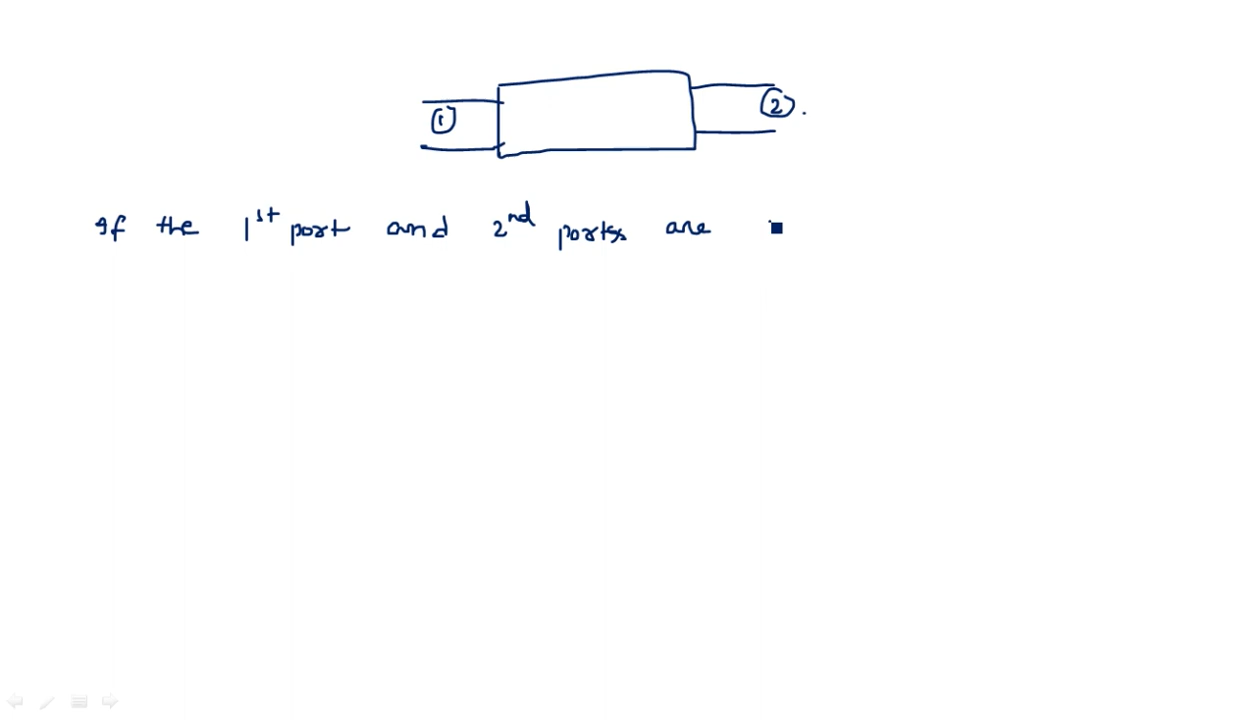 ① ②.
If the 1st port and 2nd ports are